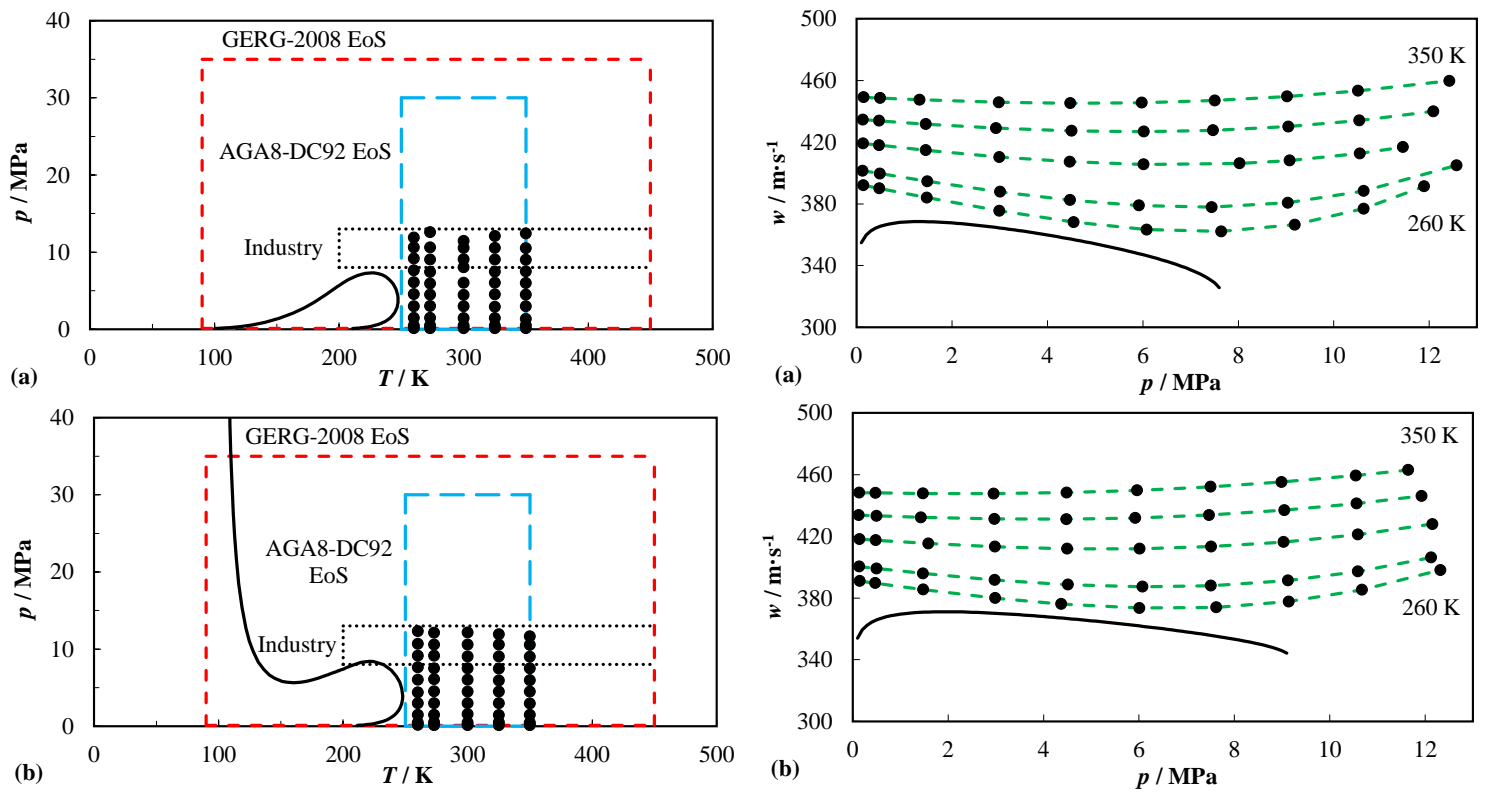 40
30
20
10
0
p / MPa
GERG-2008 EoS
AGA8-DC92 EoS
Industry
0
100
200
300
400
500
T / K
(a)
500
460
420
380
340
300
w / m·s⁻¹
350 K
260 K
0
2
4
6
8
10
12
p / MPa
(a)
40
30
20
10
0
p / MPa
GERG-2008 EoS
AGA8-DC92
EoS
Industry
0
100
200
300
400
500
T / K
(b)
500
460
420
380
340
300
w / m·s⁻¹
350 K
260 K
0
2
4
6
8
10
12
p / MPa
(b)